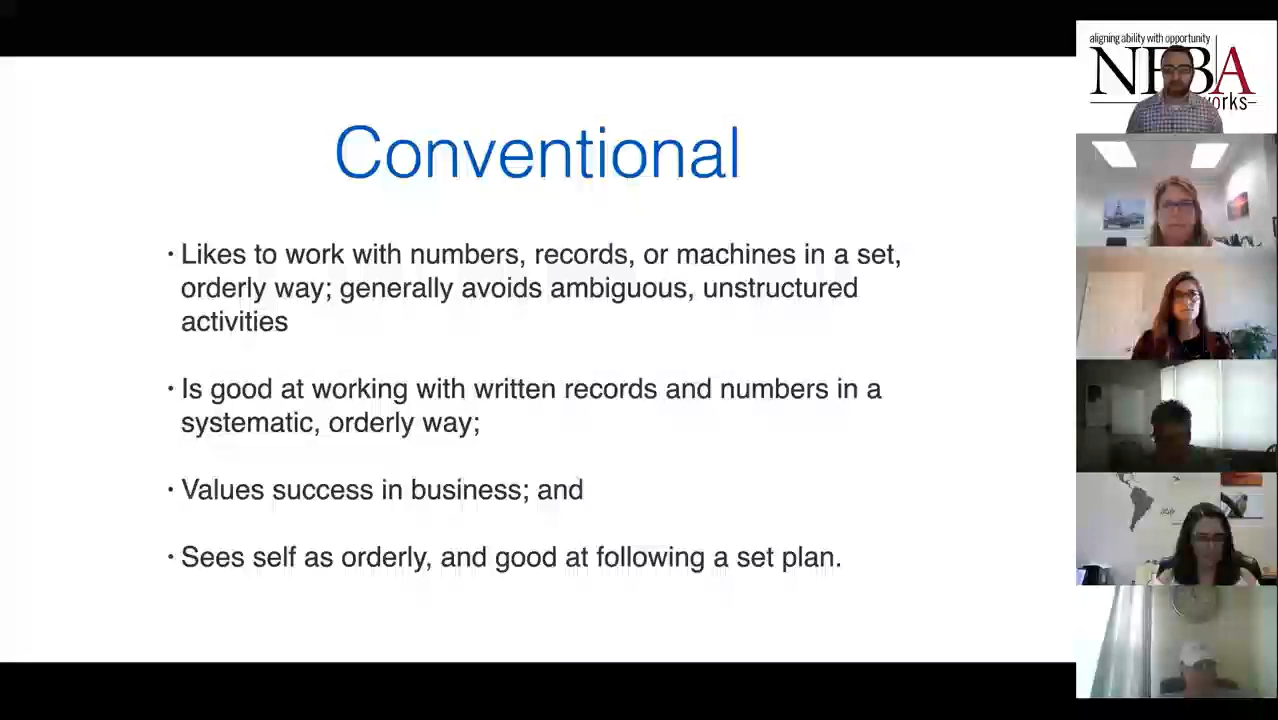 Conventional
· Likes to work with numbers, records, or machines in a set,
orderly way; generally avoids ambiguous, unstructured
activities
· Is good at working with written records and numbers in a
systematic, orderly way;
· Values success in business; and
· Sees self as orderly, and good at following a set plan.
aligning ability with opportunity
A
orks